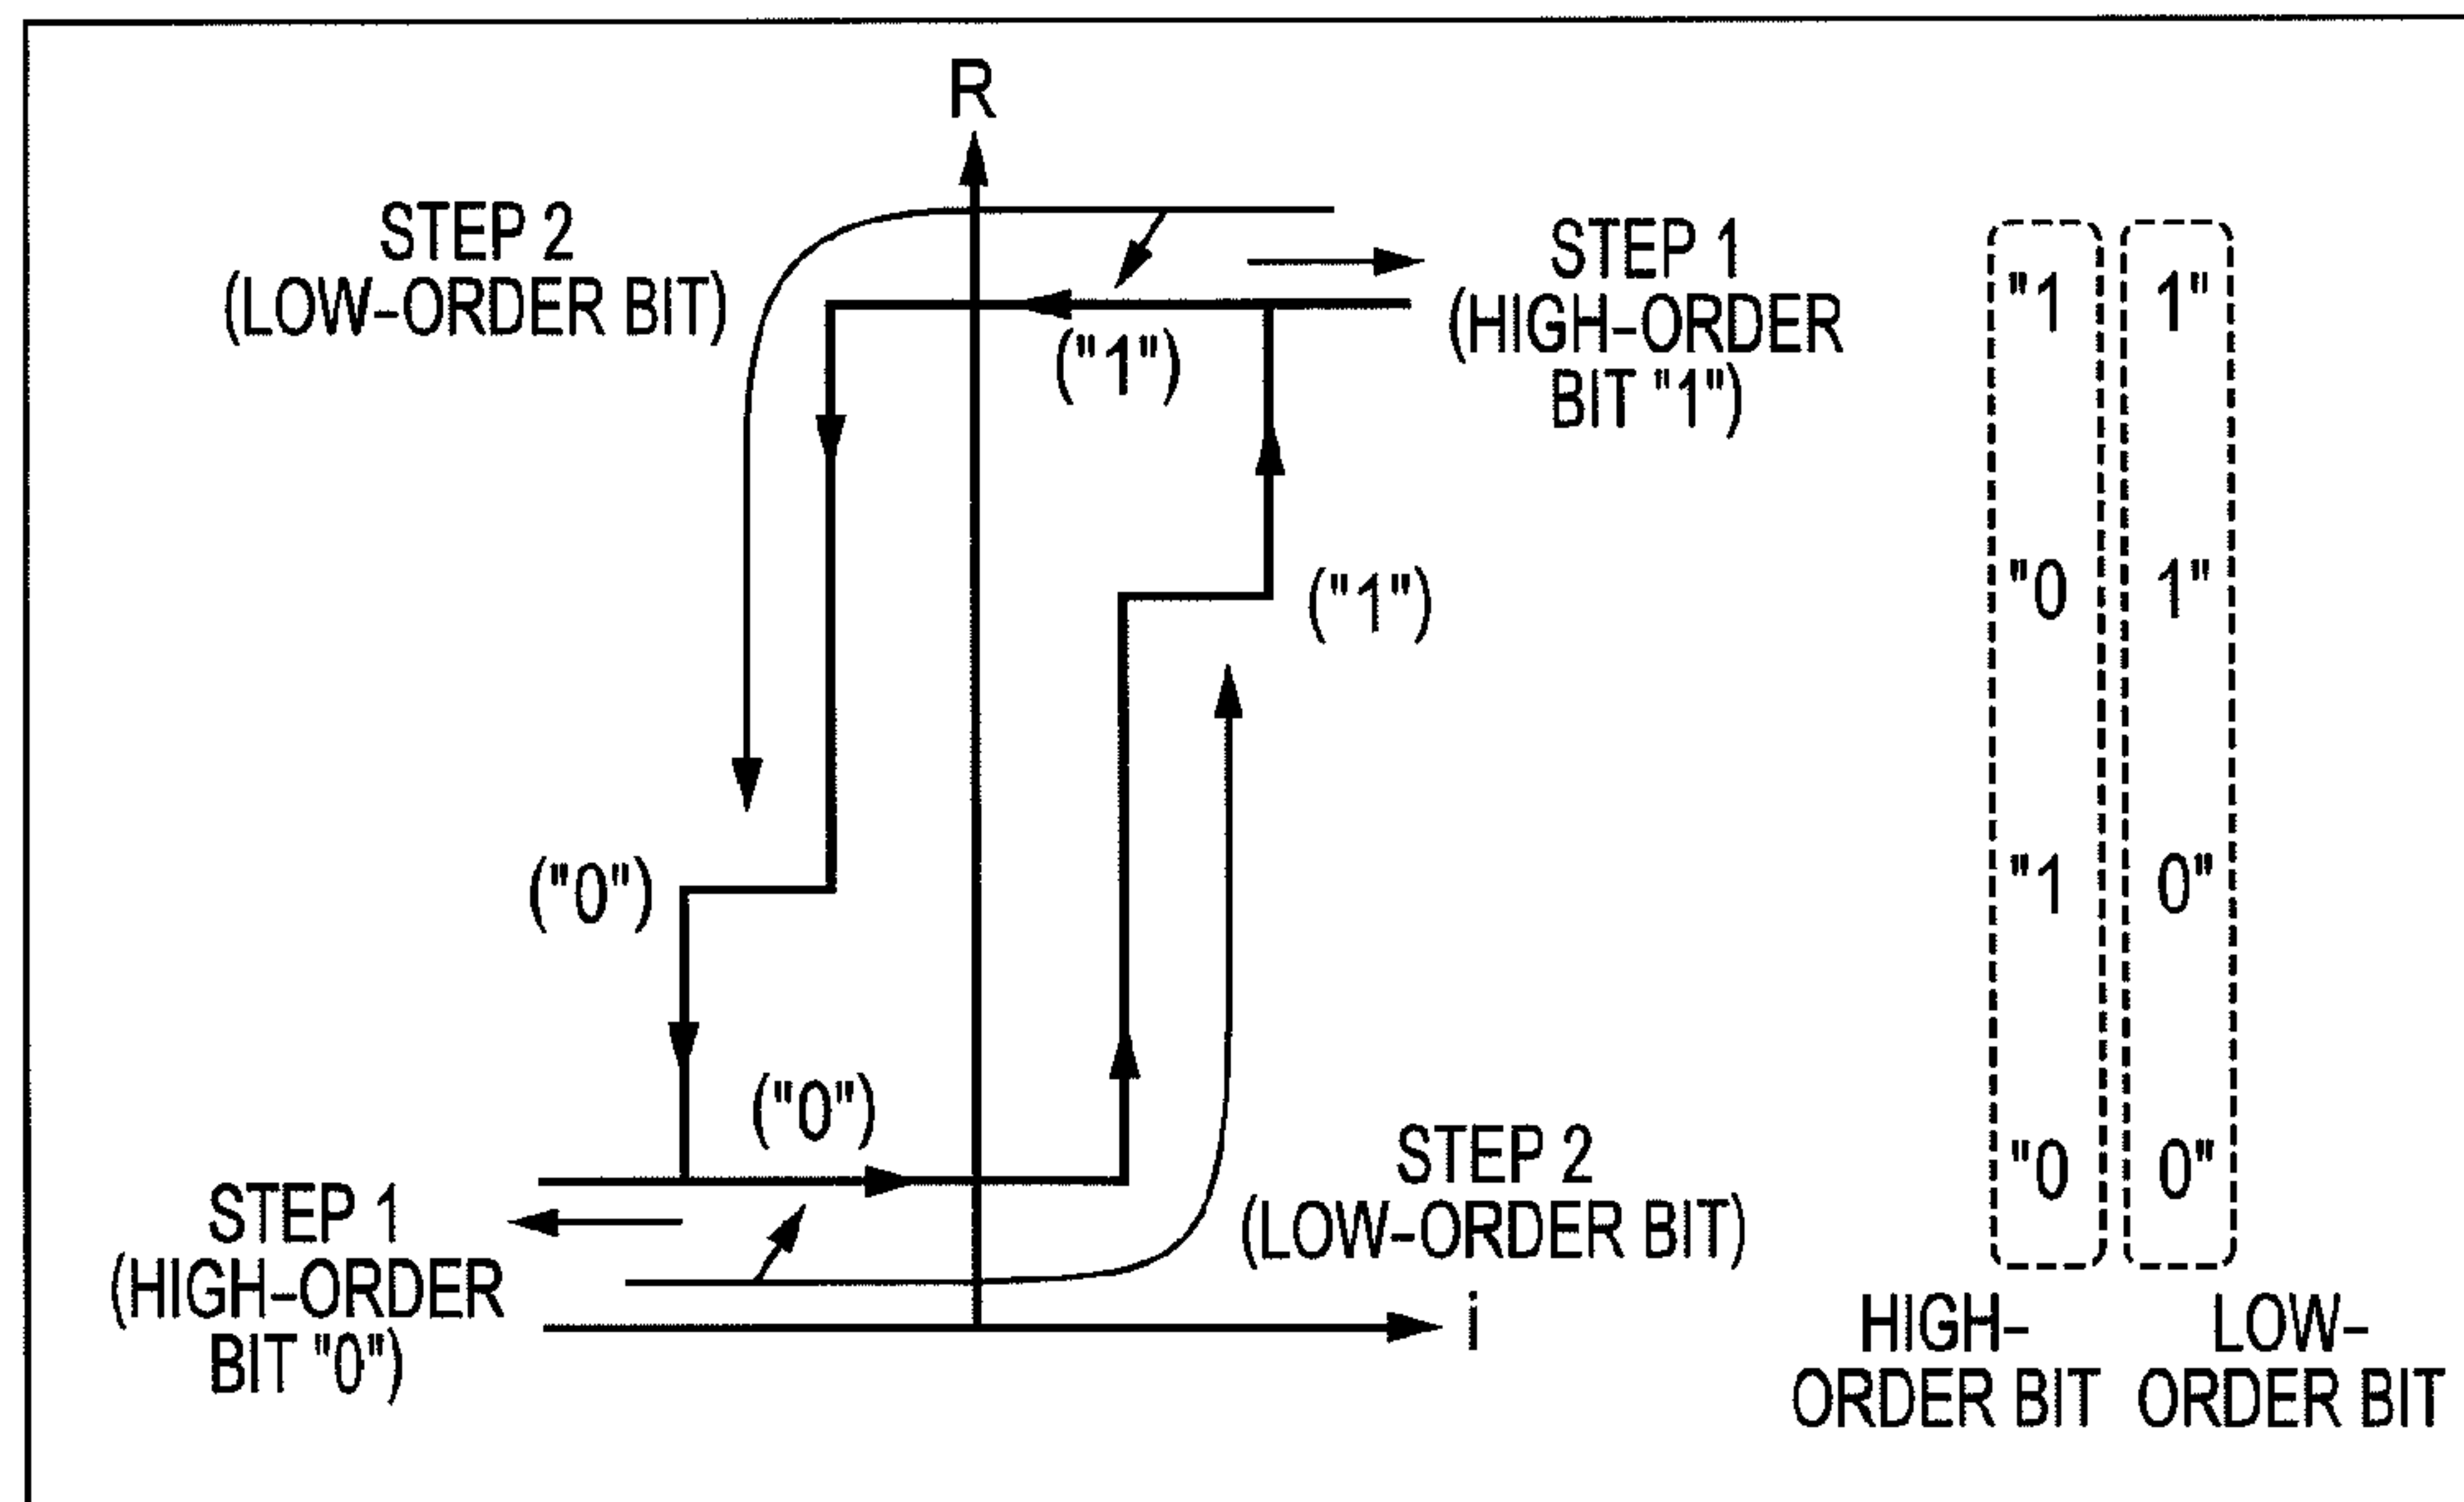 R
STEP 2
(LOW-ORDER BIT)
STEP 1
(HIGH-ORDER
BIT "1")
("1")
("1")
("0")
("0")
STEP 1
(HIGH-ORDER
BIT "0")
STEP 2
(LOW-ORDER BIT)
i
"1 1"
"0 1"
"1 0"
"0 0"
HIGH-
ORDER BIT
LOW-
ORDER BIT